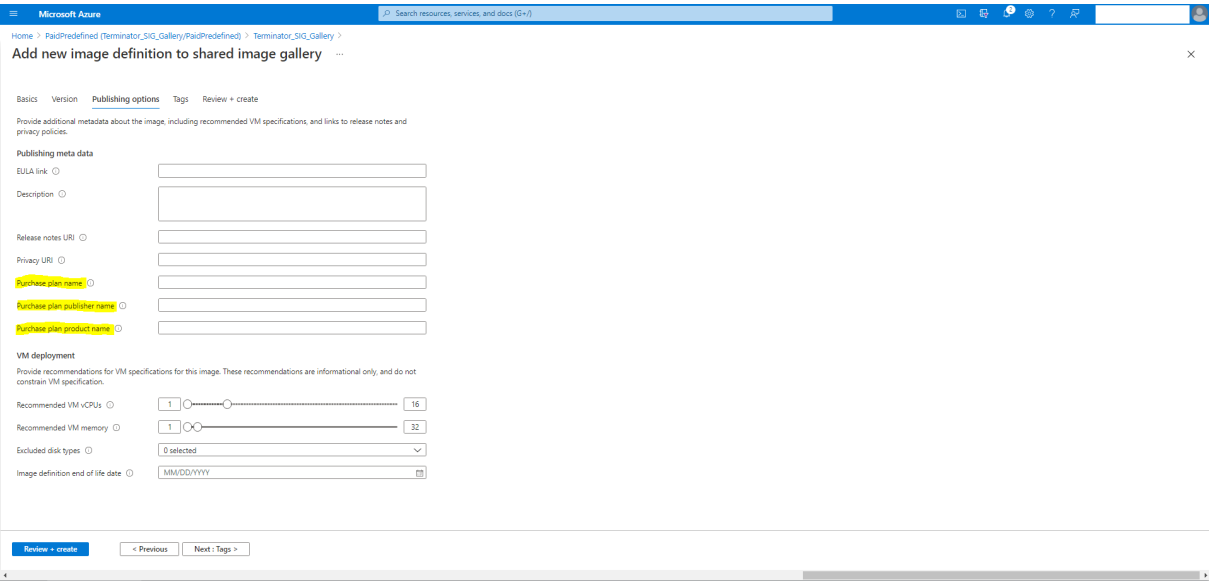 Microsoft Azure
Search resources, services, and docs (G+/)
2
Home > PaidPredefined (Terminator_SIG_Gallery/PaidPredefined) > Terminator_SIG_Gallery >
Add new image definition to shared image gallery ...
Basics Version Publishing options Tags Review + create
Provide additional metadata about the image, including recommended VM specifications, and links to release notes and
privacy policies.
Publishing meta data
EULA link
Description
Release notes URI
Privacy URI
Purchase plan name
Purchase plan publisher name
Purchase plan product name
VM deployment
Provide recommendations for VM specifications for this image. These recommendations are informational only, and do not
constrain VM specification.
Recommended VM vCPUs 1 16
Recommended VM memory 1 32
Excluded disk types 0 selected
Image definition end of life date MM/DD/YYYY
Review + create < Previous Next : Tags >